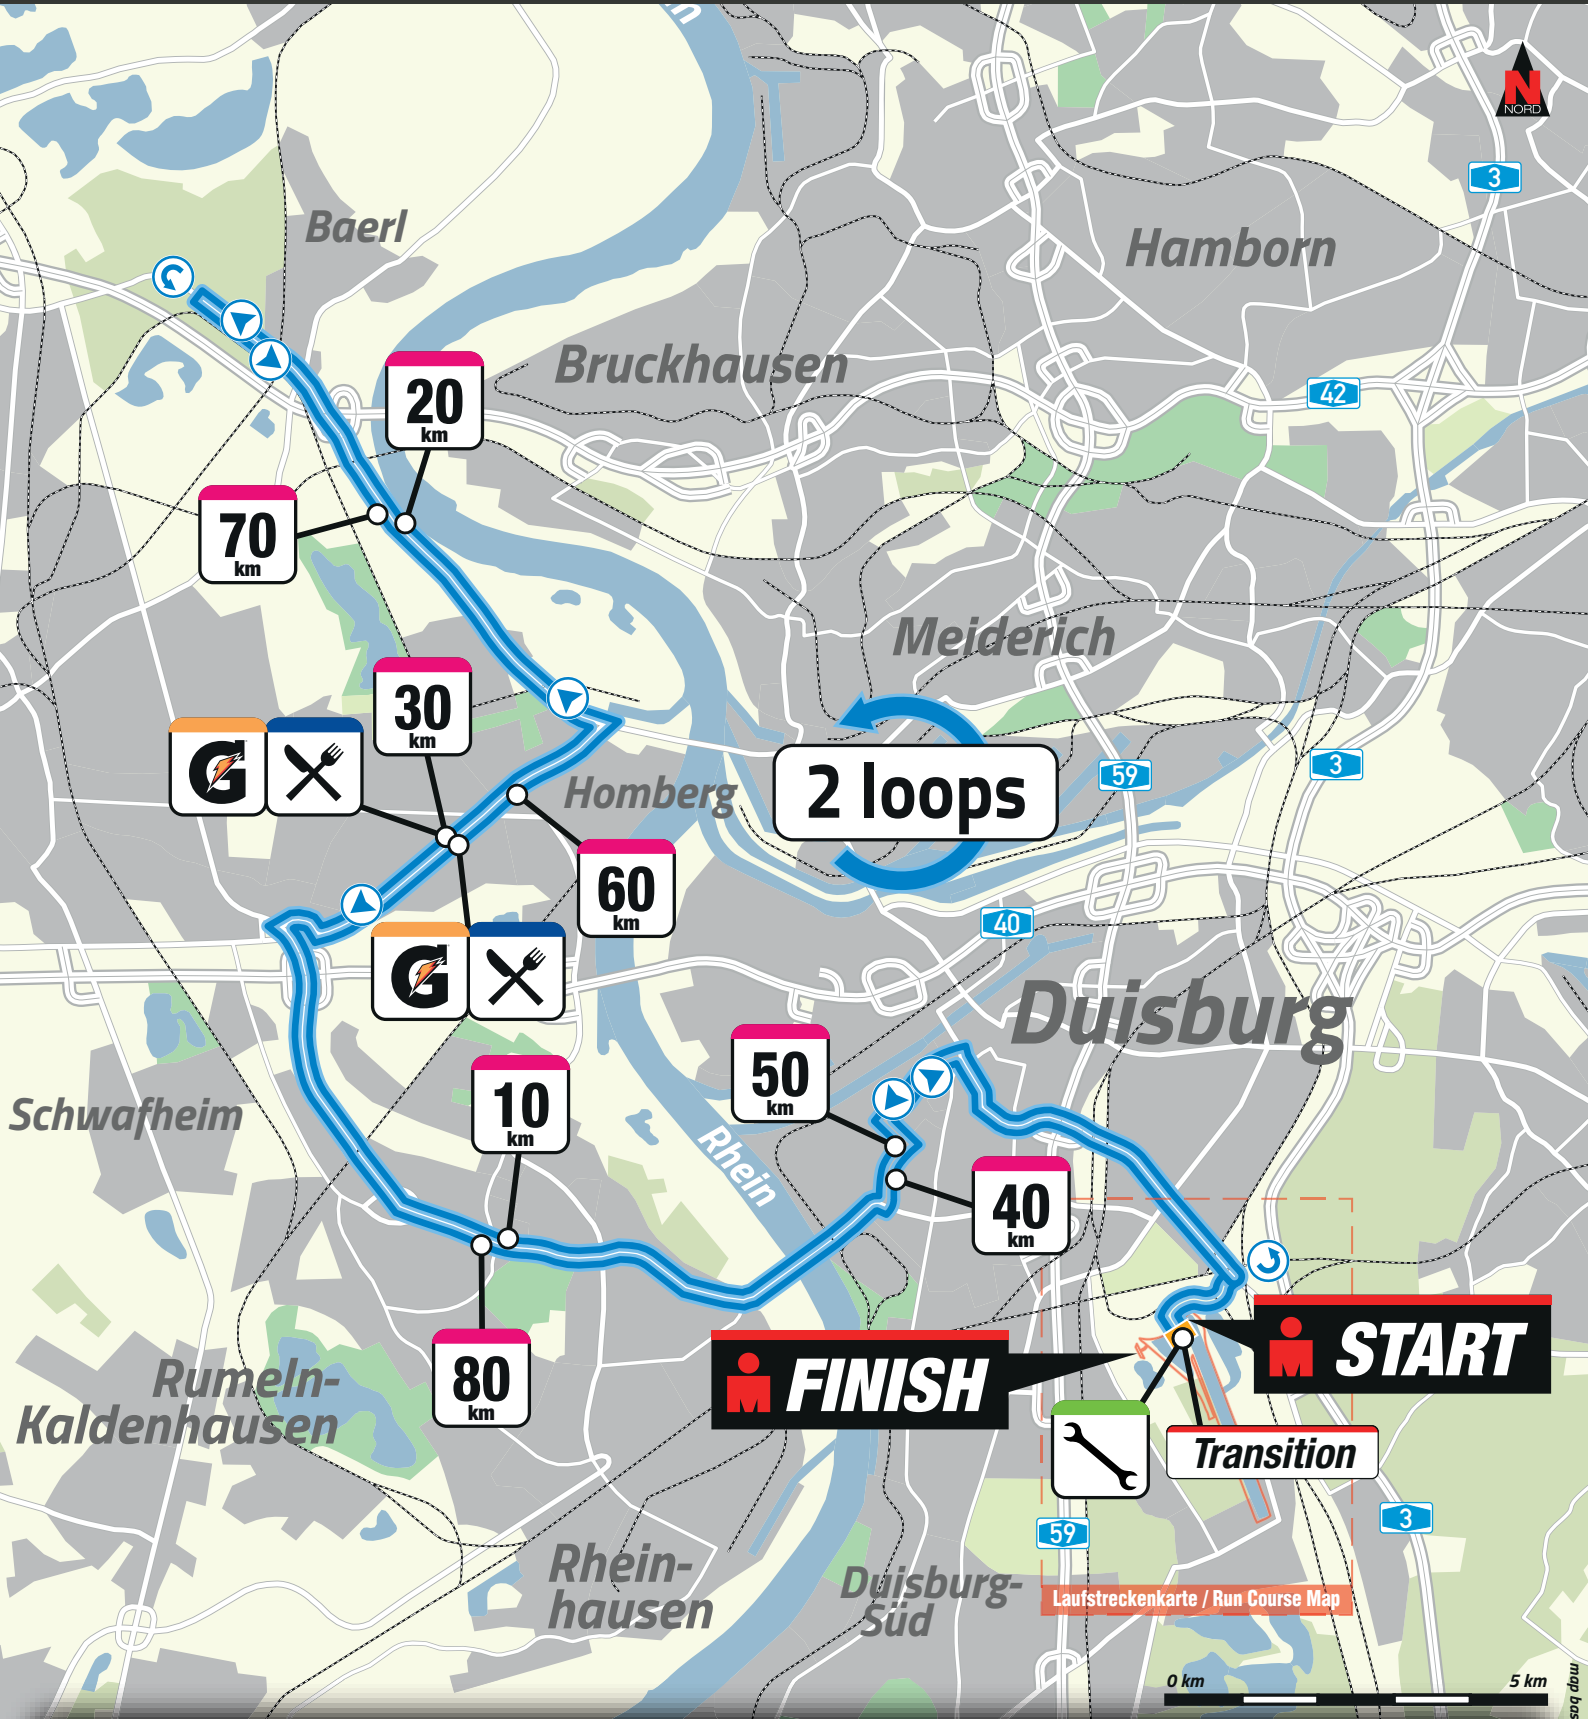 N
NORD
3
Baerl
Hamborn
20
km
Bruckhausen
42
70
km
Meiderich
30
km
59
3
2 loops
Homberg
G
60
km
40
G
Duisburg
50
km
10
km
Schwafheim
Rhein
40
km
START
FINISH
80
km
Rumeln-
Kaldenhausen
Transition
59
3
Rhein-
hausen
Duisburg-
Süd
Laufstreckenkarte / Run Course Map
0 km
5 km
map bas